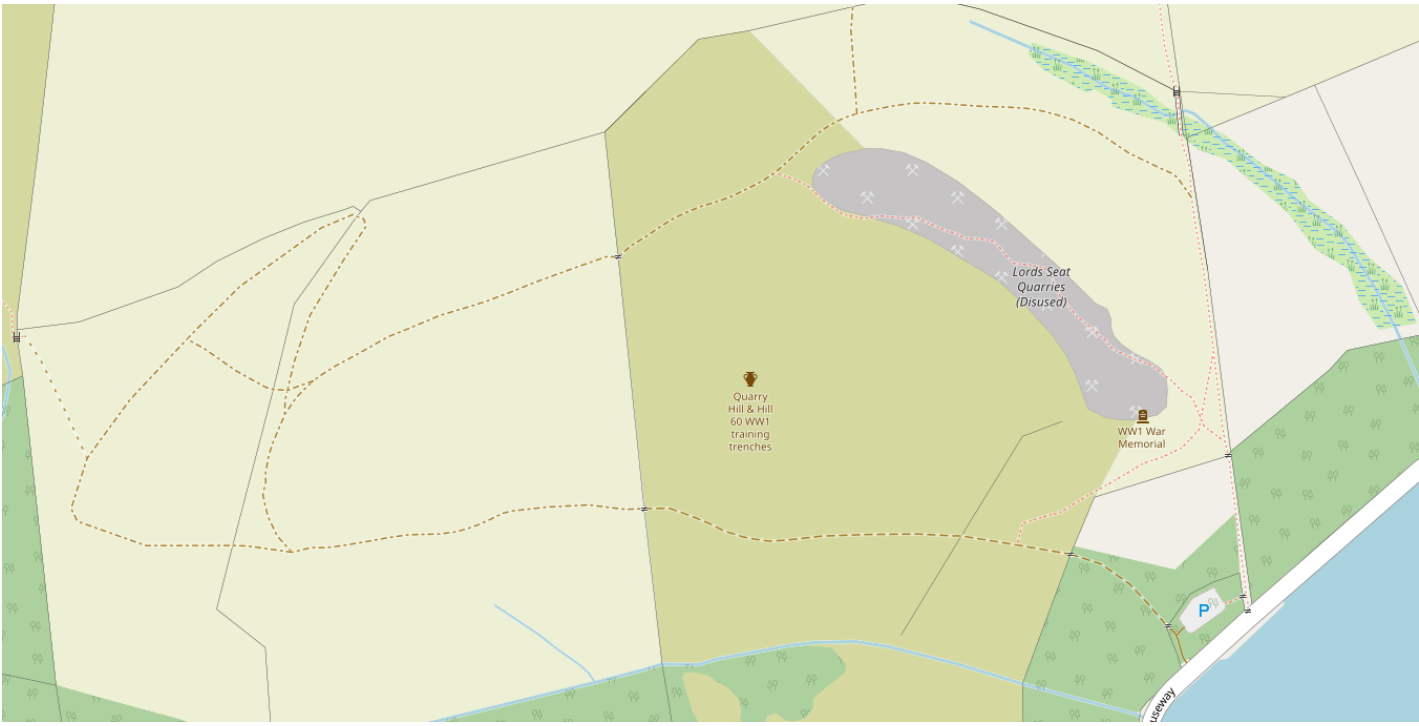 Lords Seat
Quarries
(Disused)
Quarry
Hill & Hill
60 WW1
training
trenches
WW1 War
Memorial
P
useway